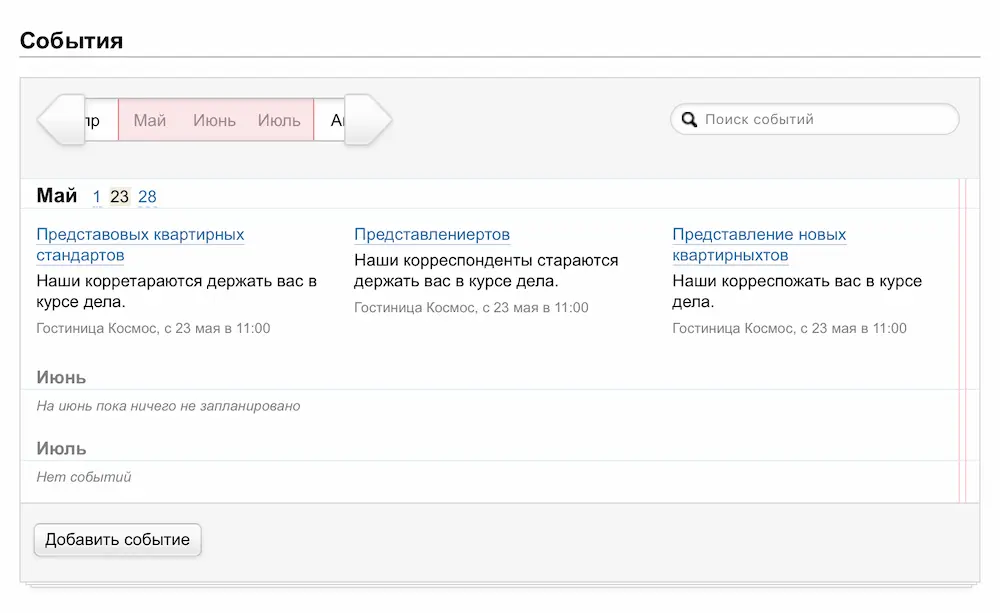 События
пр Май Июнь Июль А
Поиск событий
Май 1 23 28
Представовых квартирных
стандартов
Наши корретараются держать вас в
курсе дела.
Гостиница Космос, с 23 мая в 11:00
Представлениертов
Наши корреспонденты стараются
держать вас в курсе дела.
Гостиница Космос, с 23 мая в 11:00
Представление новых
квартирныхтов
Наши корреспожать вас в курсе
дела.
Гостиница Космос, с 23 мая в 11:00
Июнь
На июнь пока ничего не запланировано
Июль
Нет событий
Добавить событие